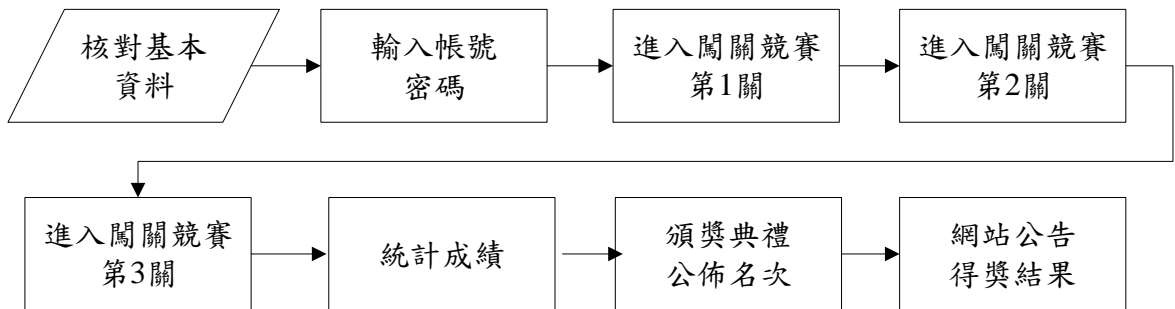 核對基本
資料
輸入帳號
密碼
進入闖關競賽
第1關
進入闖關競賽
第2關
進入闖關競賽
第3關
統計成績
頒獎典禮
公佈名次
網站公告
得獎結果